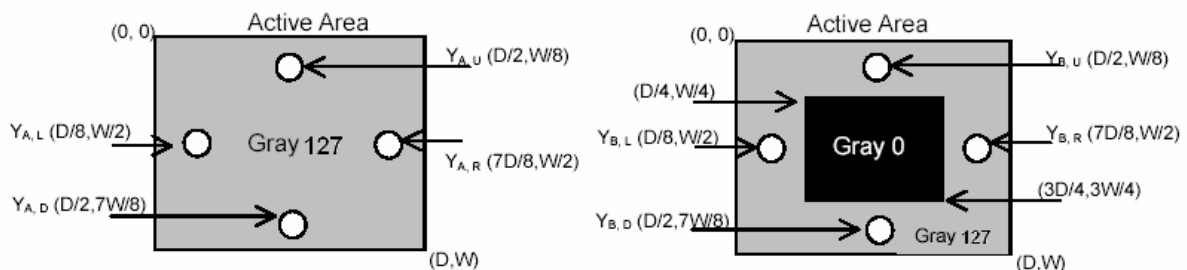 Active Area
(0, 0)
YA, U (D/2,W/8)
YA, L (D/8,W/2)
Gray 127
YA, R (7D/8,W/2)
YA, D (D/2,7W/8)
(D,W)
Active Area
(0, 0)
YB, U (D/2,W/8)
(D/4,W/4)
YB, L (D/8,W/2)
Gray 0
YB, R (7D/8,W/2)
(3D/4,3W/4)
YB, D (D/2,7W/8)
Gray 127
(D,W)